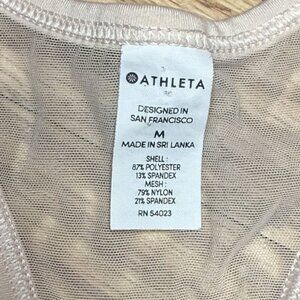 ATHLETA
DESIGNED IN
SAN FRANCISCO
M
MADE IN SRI LANKA
SHELL:
87% POLYESTER
13% SPANDEX
MESH:
79% NYLON
21% SPANDEX
RN 54023